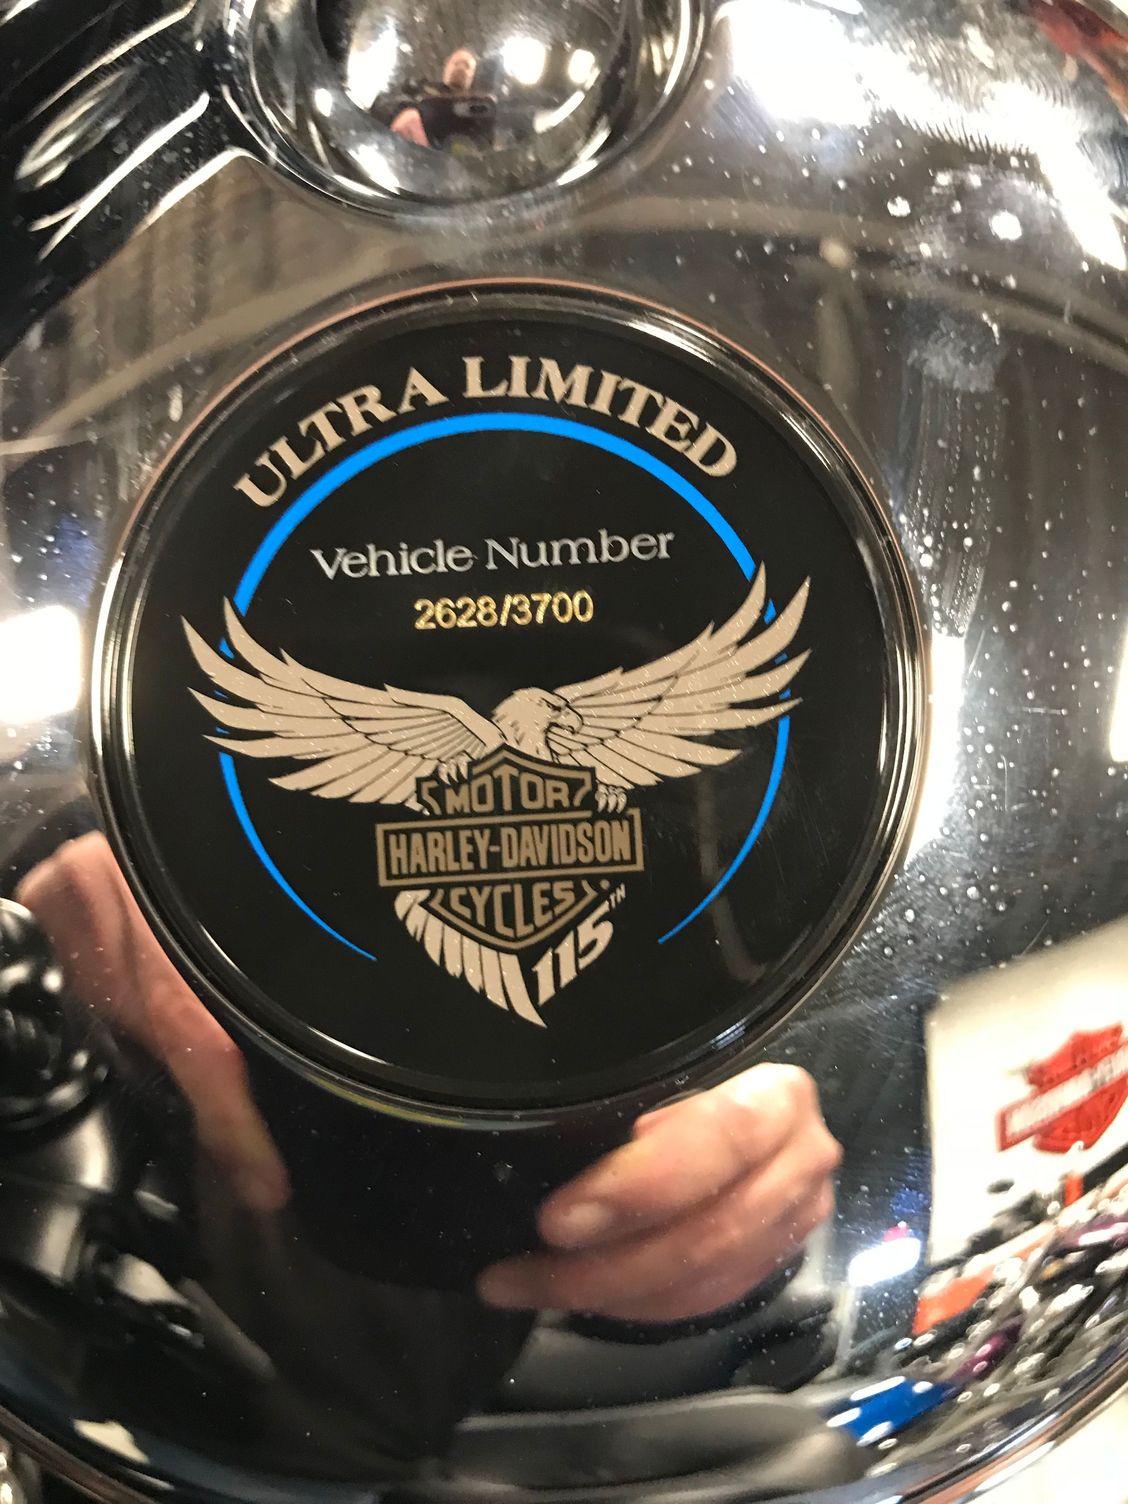 ULTRA LIMITED
Vehicle Number
2628/3700
MOTOR
HARLEY-DAVIDSON
CYCLES
115TH